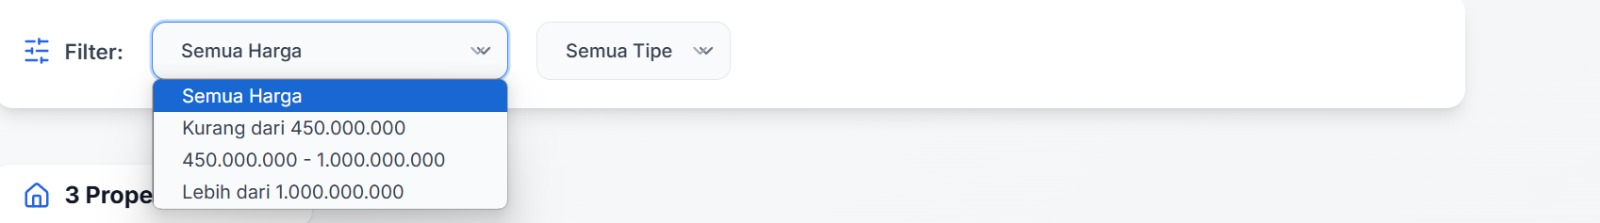 Filter:
Semua Harga
Semua Tipe
Semua Harga
Kurang dari 450.000.000
450.000.000 - 1.000.000.000
Lebih dari 1.000.000.000
3 Prope